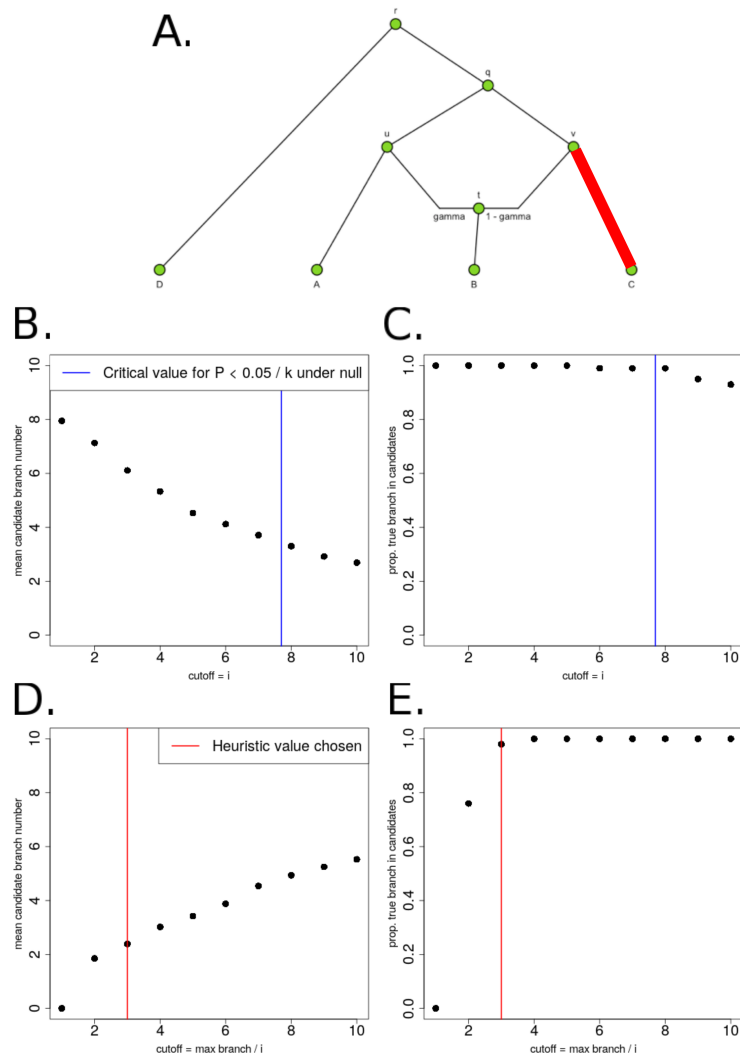 A.
r
q
u
v
t
gamma
1 - gamma
D
A
B
C
B.
C.
Critical value for P < 0.05 / k under null
mean candidate branch number
0
2
4
6
8
10
2
4
6
8
10
cutoff = i
prop. true branch in candidates
0.0
0.2
0.4
0.6
0.8
1.0
2
4
6
8
10
cutoff = i
D.
E.
Heuristic value chosen
mean candidate branch number
0
2
4
6
8
10
2
4
6
8
10
cutoff = max branch / i
prop. true branch in candidates
0.0
0.2
0.4
0.6
0.8
1.0
2
4
6
8
10
cutoff = max branch / i